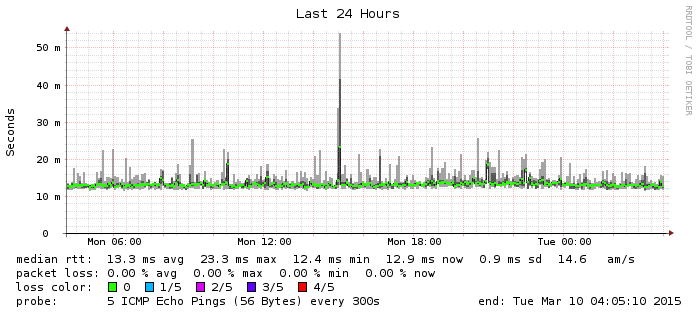 Last 24 Hours
RRDTOOL / TOBI OETIKER
Seconds
50 m
40 m
30 m
20 m
10 m
0
Mon 06:00 Mon 12:00 Mon 18:00 Tue 00:00
median rtt: 13.3 ms avg 23.3 ms max 12.4 ms min 12.9 ms now 0.9 ms sd 14.6 am/s
packet loss: 0.00 % avg 0.00 % max 0.00 % min 0.00 % now
loss color: 0 1/5 2/5 3/5 4/5
probe: 5 ICMP Echo Pings (56 Bytes) every 300s end: Tue Mar 10 04:05:10 2015